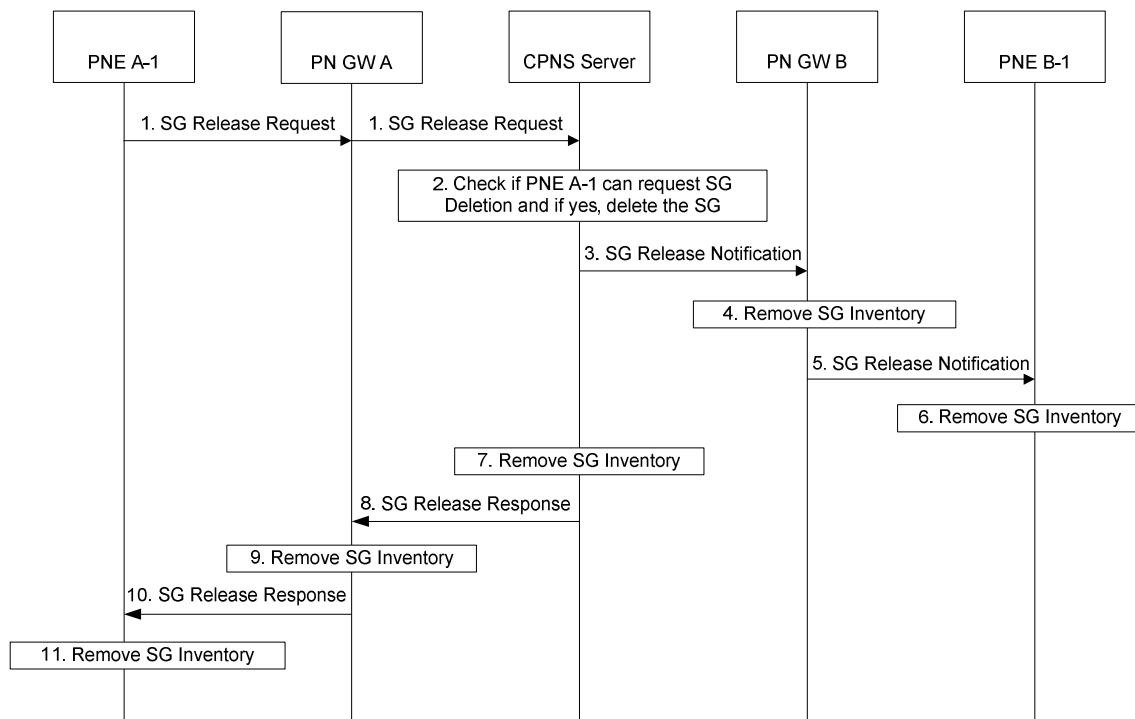 PNE A-1
PN GW A
CPNS Server
PN GW B
PNE B-1
1. SG Release Request
1. SG Release Request
2. Check if PNE A-1 can request SG
Deletion and if yes, delete the SG
3. SG Release Notification
4. Remove SG Inventory
5. SG Release Notification
6. Remove SG Inventory
7. Remove SG Inventory
8. SG Release Response
9. Remove SG Inventory
10. SG Release Response
11. Remove SG Inventory